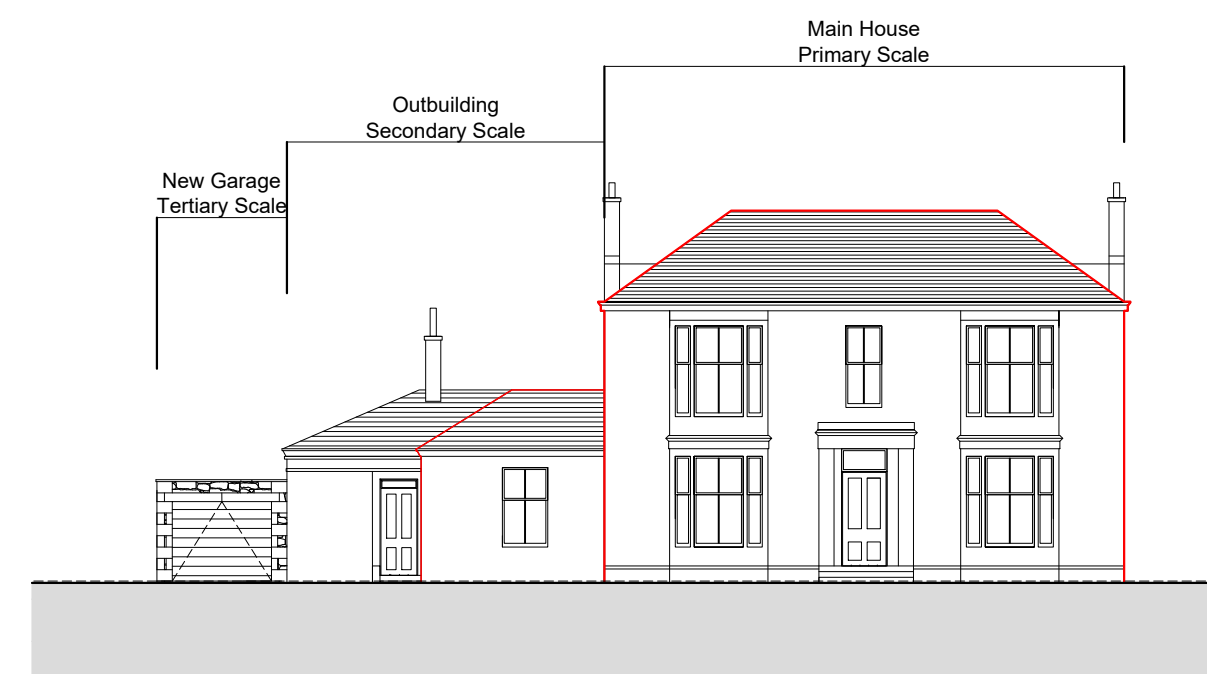 Main House
Primary Scale
Outbuilding
Secondary Scale
New Garage
Tertiary Scale